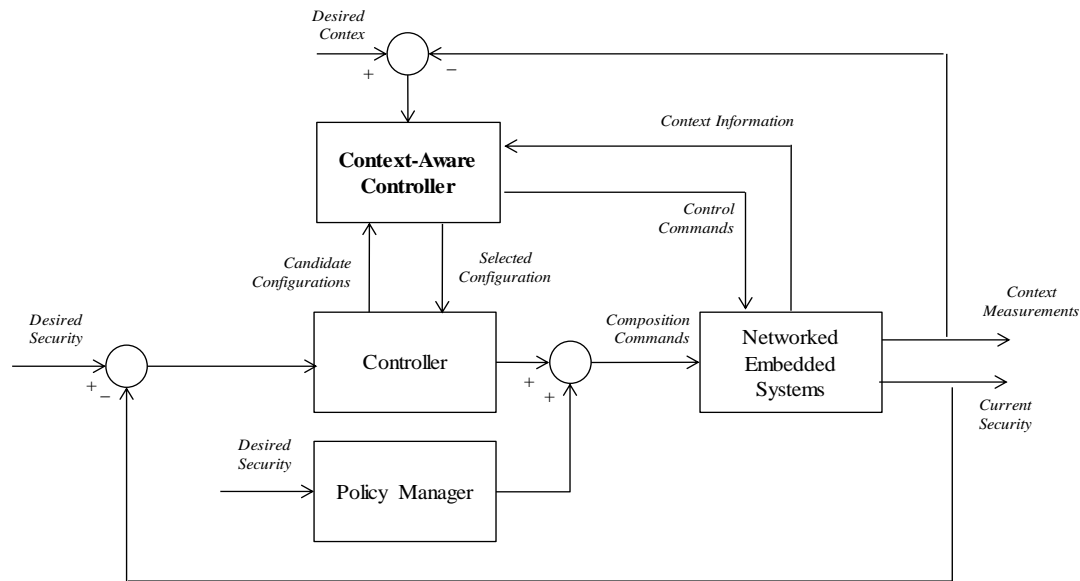 Desired
Contex
+
−
Context Information
Context-Aware
Controller
Control
Commands
Candidate
Configurations
Selected
Configuration
Context
Measurements
Desired
Security
Composition
Commands
Networked
Embedded
Systems
Controller
+
−
+
+
Current
Security
Desired
Security
Policy Manager